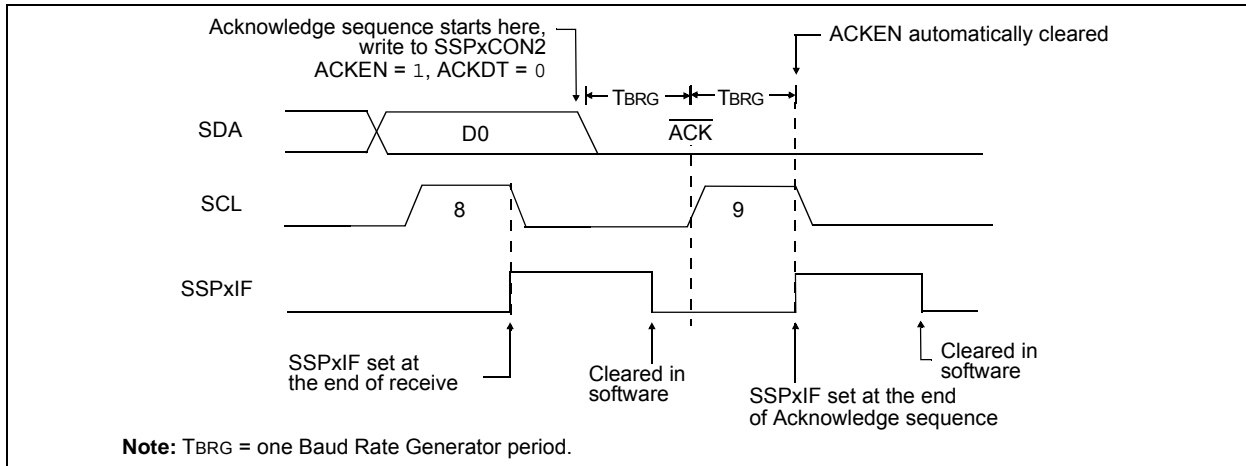 Acknowledge sequence starts here,
write to SSPxCON2
ACKEN = 1, ACKDT = 0
ACKEN automatically cleared
TBRG
TBRG
SDA
D0
ACK
SCL
8
9
SSPxIF
SSPxIF set at
the end of receive
Cleared in
software
SSPxIF set at the end
of Acknowledge sequence
Cleared in
software
Note: TBRG = one Baud Rate Generator period.